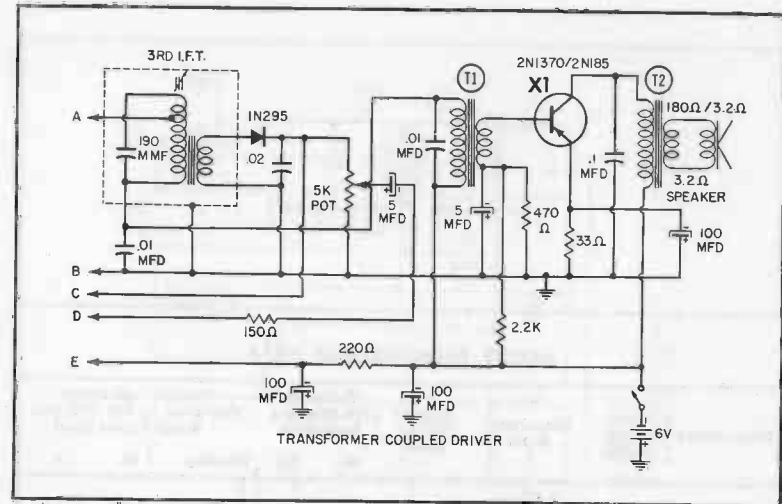 3RD I.F.T.
A
190
MMF
1N295
.02
5K
POT
5
MFD
.01
MFD
T1
.01
MFD
5
MFD
470
Ω
2N1370/2N185
X1
T2
180Ω/3.2Ω
.1
MFD
3.2Ω
SPEAKER
33Ω
100
MFD
B
C
D
150Ω
2.2K
E
220Ω
100
MFD
100
MFD
6V
TRANSFORMER COUPLED DRIVER